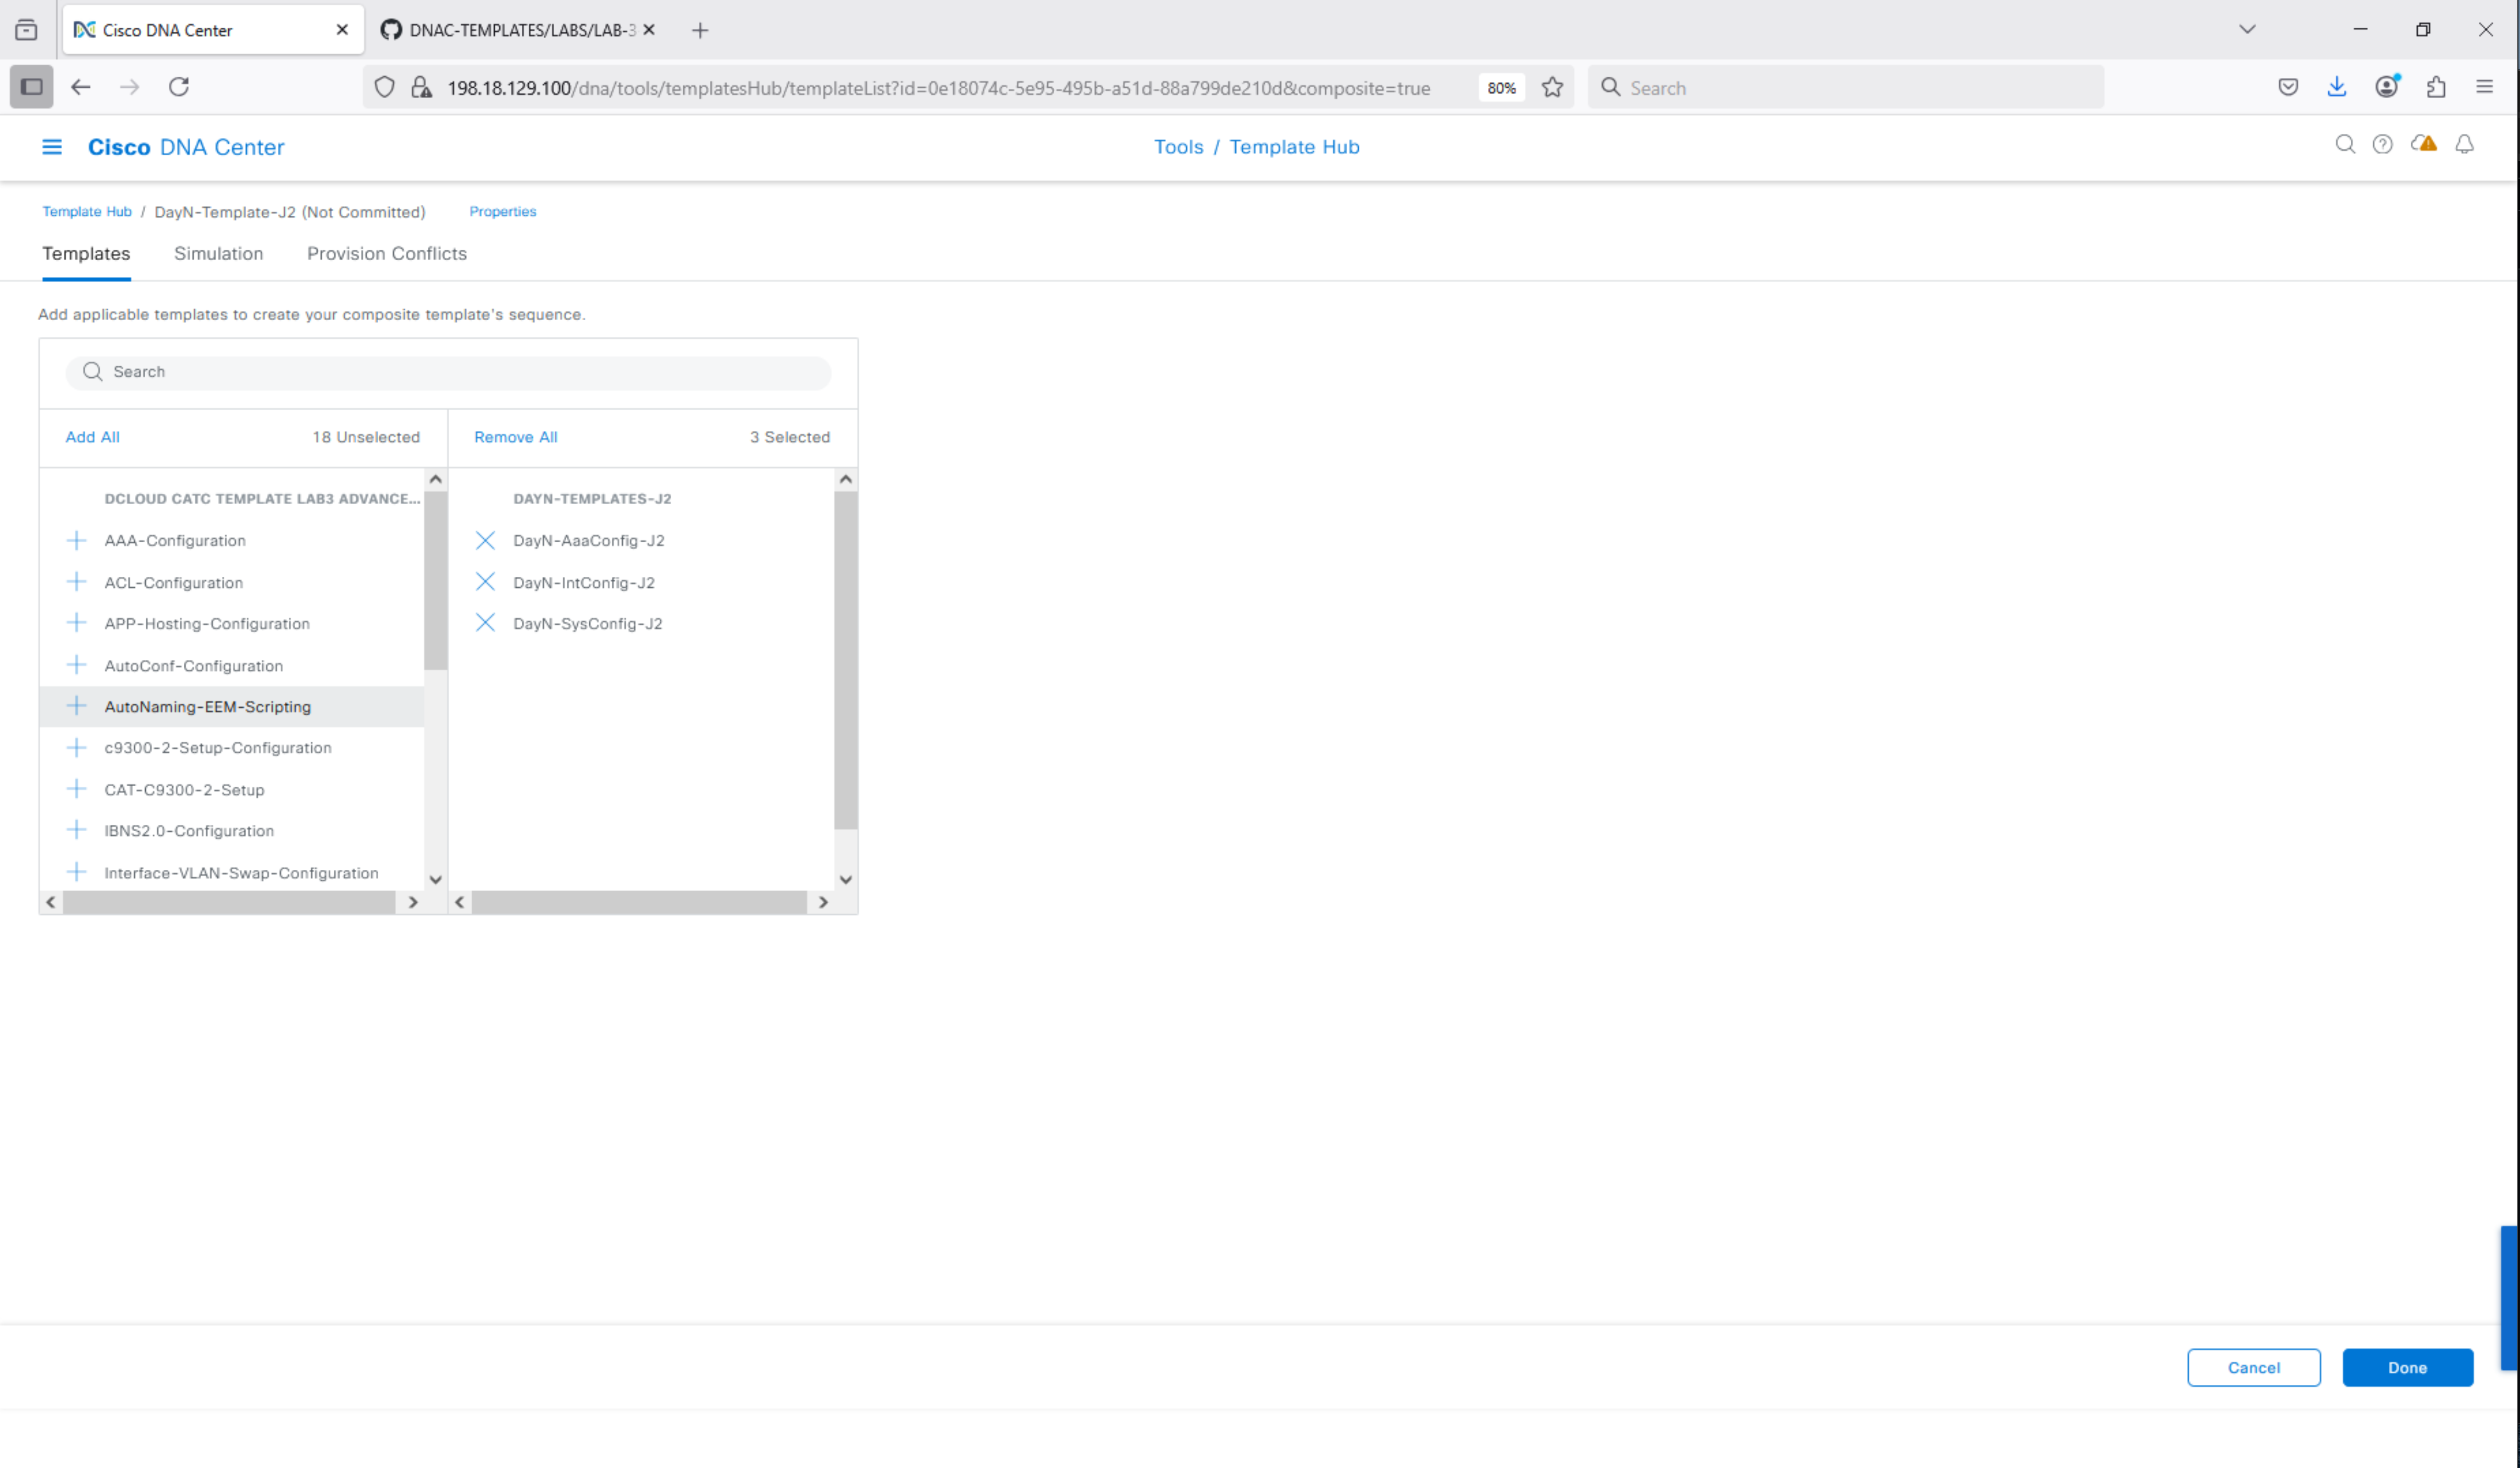 Cisco DNA Center
DNAC-TEMPLATES/LABS/LAB-3
198.18.129.100/dna/tools/templatesHub/templateList?id=0e18074c-5e95-495b-a51d-88a799de210d&composite=true
80%
Search
Cisco DNA Center
Tools / Template Hub
Template Hub / DayN-Template-J2 (Not Committed)
Properties
Templates
Simulation
Provision Conflicts
Add applicable templates to create your composite template's sequence.
Search
Add All
18 Unselected
Remove All
3 Selected
DCLOUD CATC TEMPLATE LAB3 ADVANCE...
AAA-Configuration
ACL-Configuration
APP-Hosting-Configuration
AutoConf-Configuration
AutoNaming-EEM-Scripting
c9300-2-Setup-Configuration
CAT-C9300-2-Setup
IBNS2.0-Configuration
Interface-VLAN-Swap-Configuration
DAYN-TEMPLATES-J2
DayN-AaaConfig-J2
DayN-IntConfig-J2
DayN-SysConfig-J2
Cancel
Done